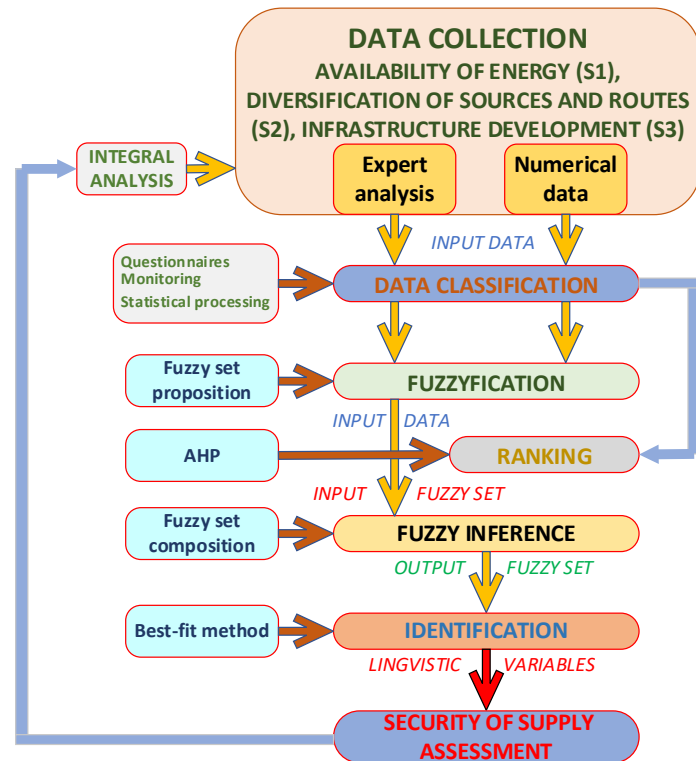 DATA COLLECTION
AVAILABILITY OF ENERGY (S1),
DIVERSIFICATION OF SOURCES AND ROUTES
(S2), INFRASTRUCTURE DEVELOPMENT (S3)
INTEGRAL
ANALYSIS
Expert
analysis
Numerical
data
INPUT DATA
Questionnaires
Monitoring
Statistical processing
DATA CLASSIFICATION
Fuzzy set
proposition
FUZZYFICATION
INPUT DATA
AHP
RANKING
INPUT FUZZY SET
Fuzzy set
composition
FUZZY INFERENCE
OUTPUT FUZZY SET
Best-fit method
IDENTIFICATION
LINGVISTIC VARIABLES
SECURITY OF SUPPLY
ASSESSMENT